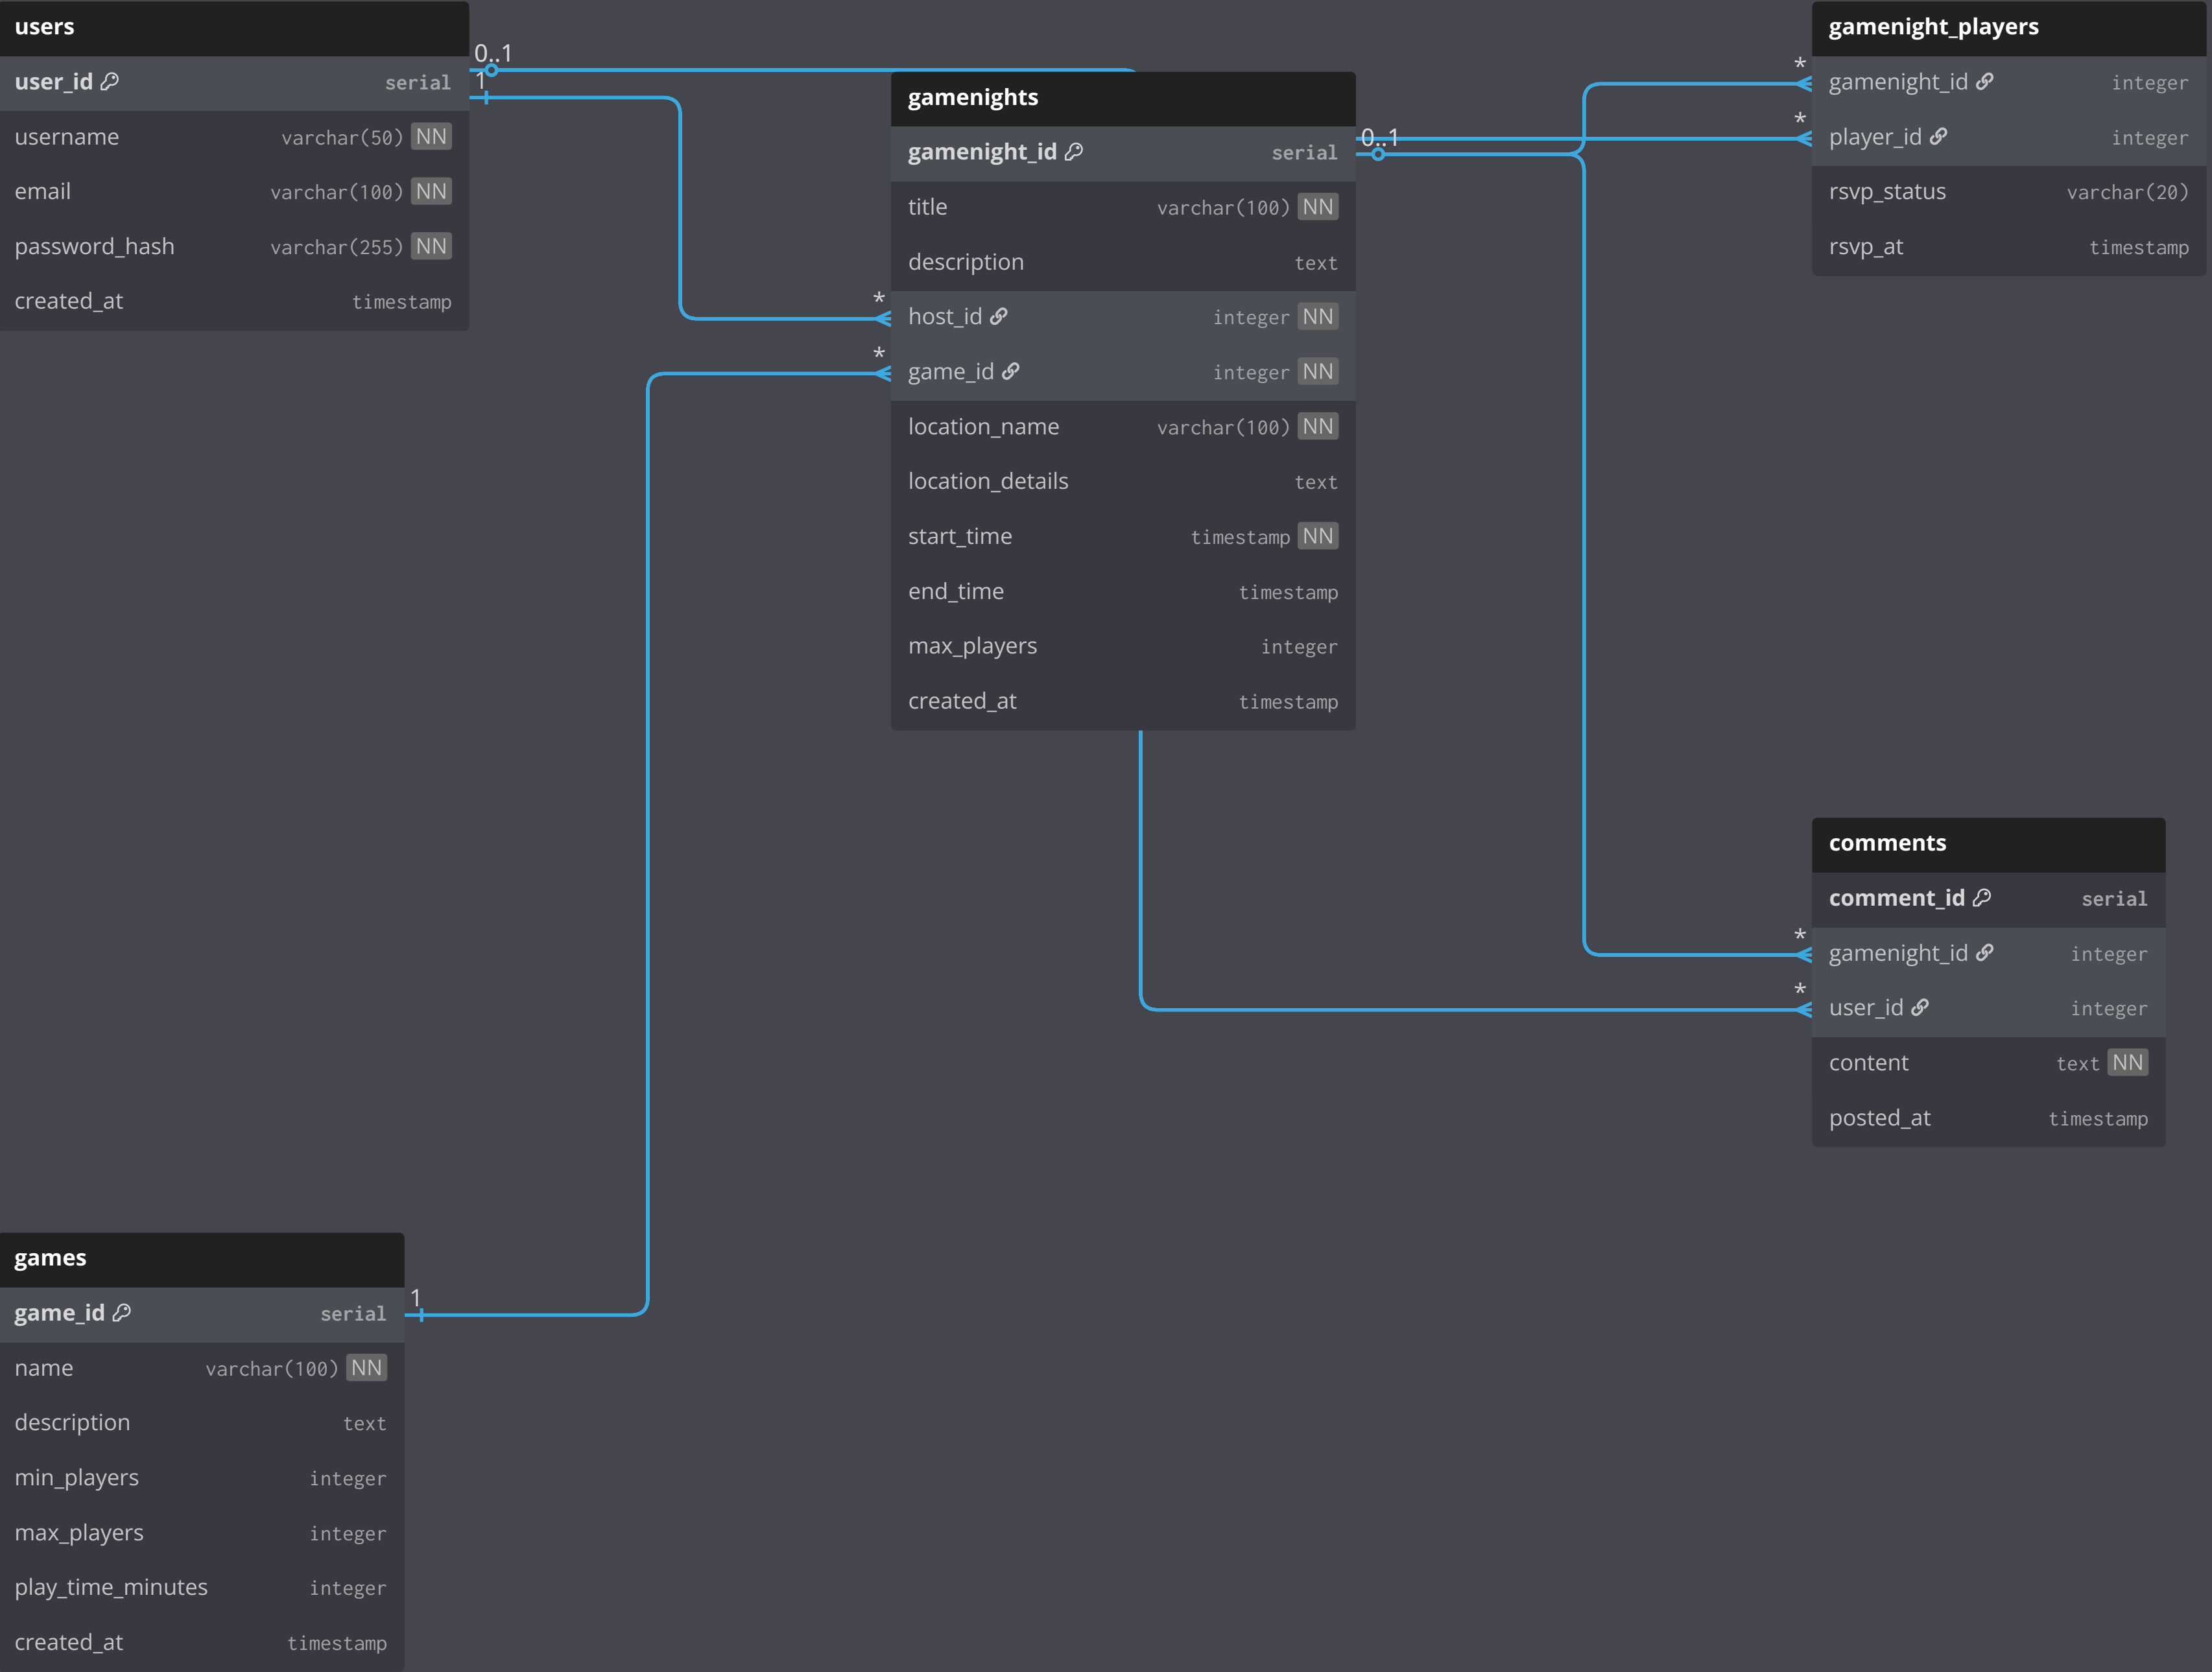 users
user_id serial
username varchar(50) NN
email varchar(100) NN
password_hash varchar(255) NN
created_at timestamp
0..1
1
gamenights
gamenight_id serial
title varchar(100) NN
description text
* host_id integer NN
* game_id integer NN
location_name varchar(100) NN
location_details text
start_time timestamp NN
end_time timestamp
max_players integer
created_at timestamp
0..1
gamenight_players
* gamenight_id integer
* player_id integer
rsvp_status varchar(20)
rsvp_at timestamp
comments
comment_id serial
* gamenight_id integer
* user_id integer
content text NN
posted_at timestamp
games
game_id serial
1
name varchar(100) NN
description text
min_players integer
max_players integer
play_time_minutes integer
created_at timestamp